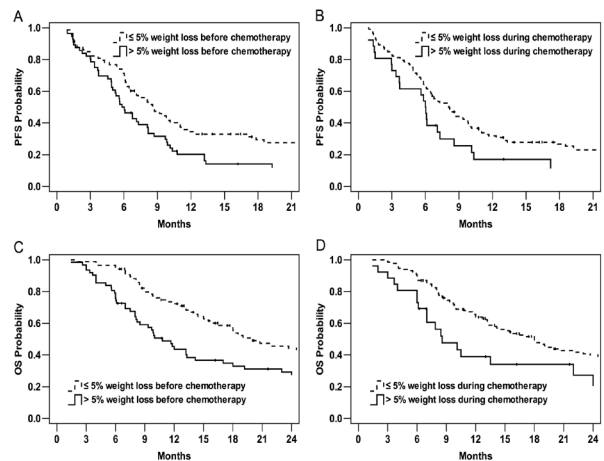 A
≤ 5% weight loss before chemotherapy
> 5% weight loss before chemotherapy
PFS Probability
1.0
0.8
0.6
0.4
0.2
0.0
0 3 6 9 12 15 18 21
Months
B
≤ 5% weight loss during chemotherapy
> 5% weight loss during chemotherapy
PFS Probability
1.0
0.8
0.6
0.4
0.2
0.0
0 3 6 9 12 15 18 21
Months
C
OS Probability
1.0
0.8
0.6
0.4
0.2
0.0
≤ 5% weight loss before chemotherapy
> 5% weight loss before chemotherapy
0 3 6 9 12 15 18 21 24
Months
D
OS Probability
1.0
0.8
0.6
0.4
0.2
0.0
≤ 5% weight loss during chemotherapy
> 5% weight loss during chemotherapy
0 3 6 9 12 15 18 21 24
Months